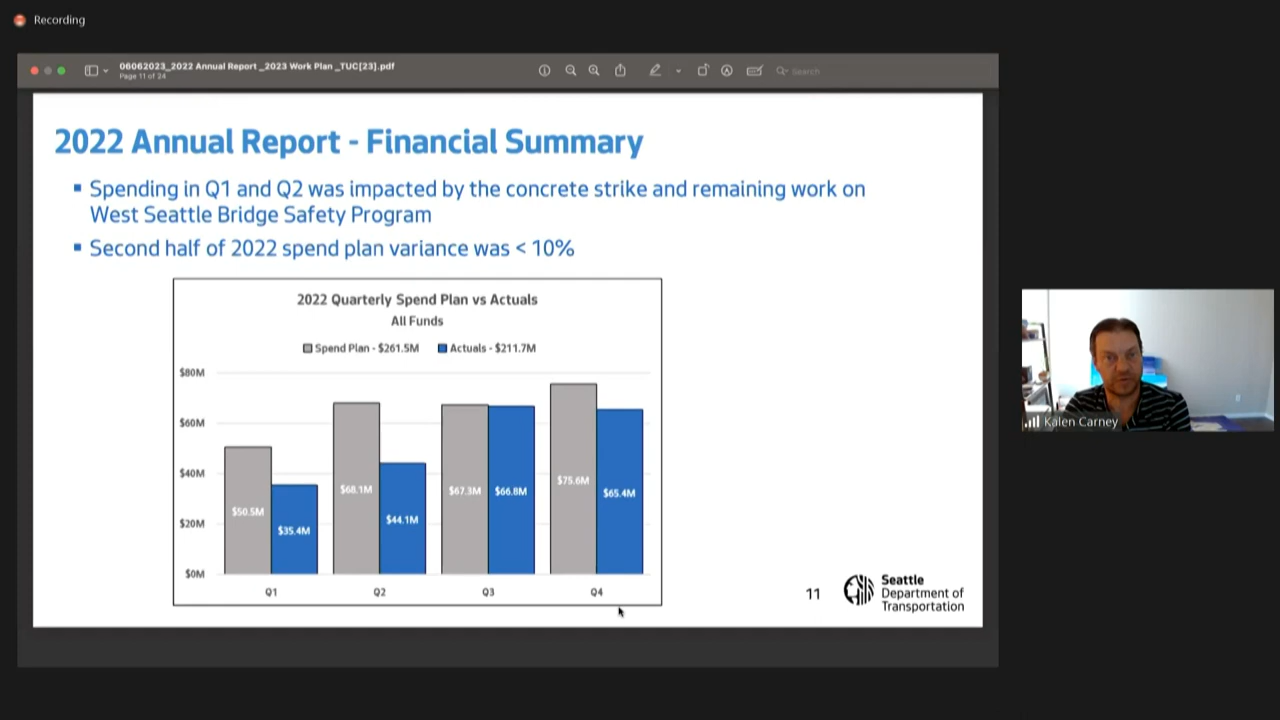 Recording
06062023_2022 Annual Report _2023 Work Plan _TUC[23].pdf
Page 11 of 24
Search
2022 Annual Report - Financial Summary
▪ Spending in Q1 and Q2 was impacted by the concrete strike and remaining work on
West Seattle Bridge Safety Program
▪ Second half of 2022 spend plan variance was < 10%
2022 Quarterly Spend Plan vs Actuals
All Funds
Spend Plan - $261.5M Actuals - $211.7M
$80M
$60M
$40M
$20M
$0M
$50.5M
$35.4M
$68.1M
$44.1M
$67.3M
$66.8M
$75.6M
$65.4M
Q1 Q2 Q3 Q4
11
Seattle
Department of
Transportation
Kalen Carney